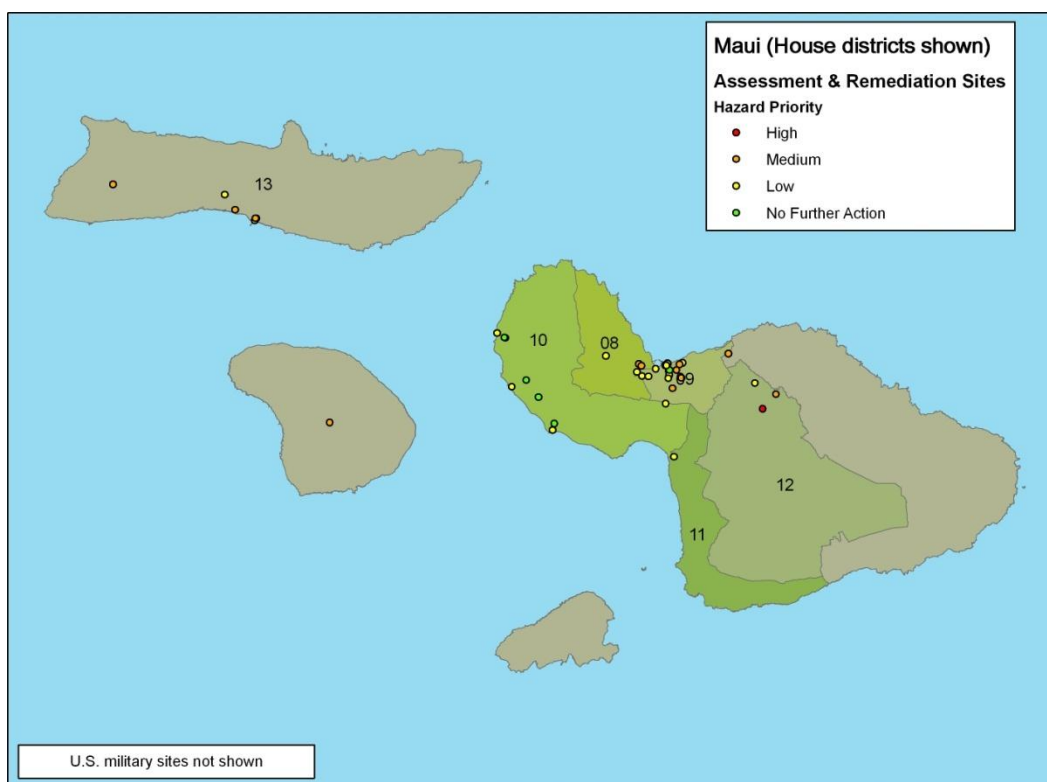 Maui (House districts shown)
Assessment & Remediation Sites
Hazard Priority
High
Medium
Low
No Further Action
13
10
08
09
12
11
U.S. military sites not shown